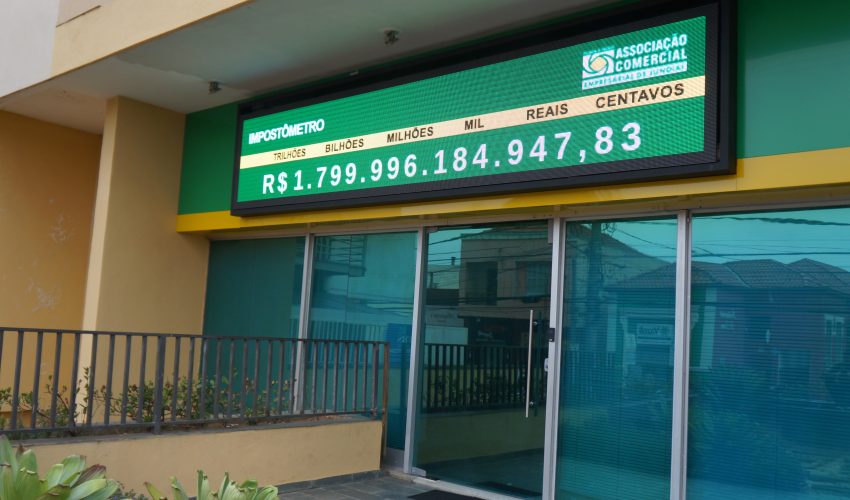 ASSOCIAÇÃO
COMERCIAL
EMPRESARIAL DE JUNDIAÍ
IMPOSTÔMETRO
TRILHÕES BILHÕES MILHÕES MIL REAIS CENTAVOS
R$ 1.799.996.184.947,83